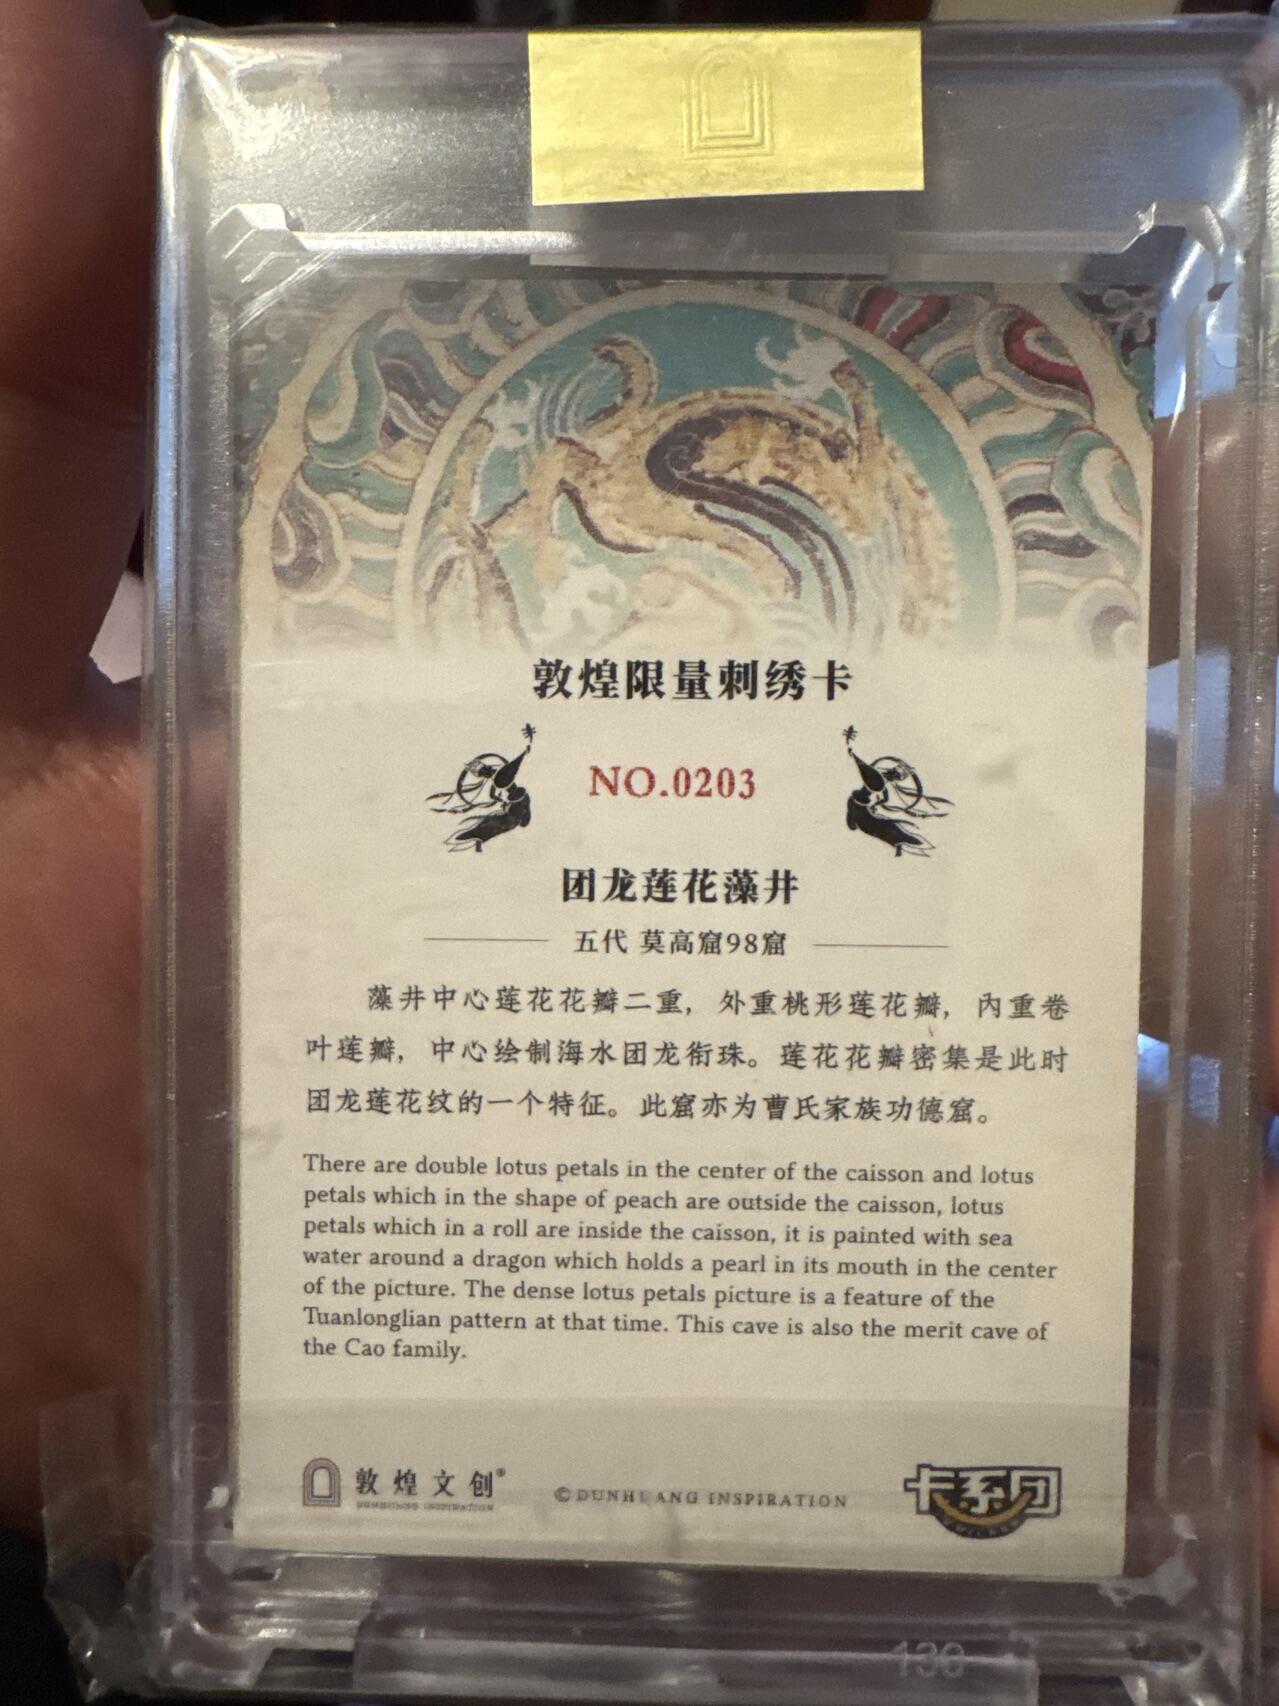 敦煌限量刺绣卡
NO.0203
团龙莲花藻井
五代 莫高窟98窟
藻井中心莲花花瓣二重，外重桃形莲花瓣，内重卷
叶莲瓣，中心绘制海水团龙衔珠。莲花花瓣密集是此时
团龙莲花纹的一个特征。此窟亦为曹氏家族功德窟。
There are double lotus petals in the center of the caisson and lotus
petals which in the shape of peach are outside the caisson, lotus
petals which in a roll are inside the caisson, it is painted with sea
water around a dragon which holds a pearl in its mouth in the center
of the picture. The dense lotus petals picture is a feature of the
Tuanlonglian pattern at that time. This cave is also the merit cave of
the Cao family.
敦煌文创®
DUNHUANG INSPIRATION
©DUNHUANG INSPIRATION
卡系団
130